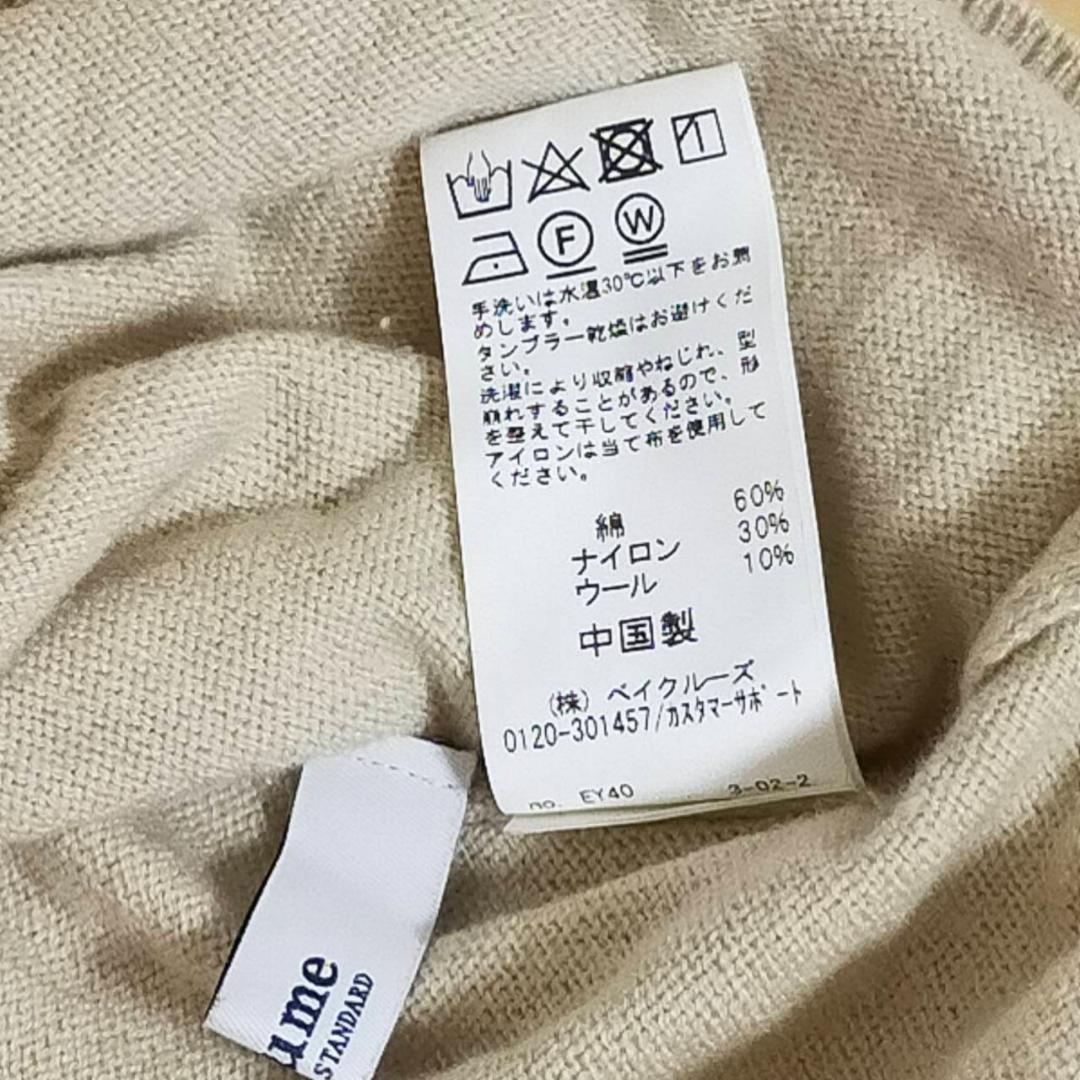 F
W
手洗いは水温30℃以下をお勧
めします。
タンブラー乾燥はお避けくだ
さい。
洗濯により収縮やねじれ、型
崩れすることがあるので、形
を整えて干してください。
アイロンは当て布を使用して
ください。
綿 60%
ナイロン 30%
ウール 10%
中国製
(株) ベイクルーズ
0120-301457/カスタマーサポート
no. EY40 3-02-2
ume
STANDARD